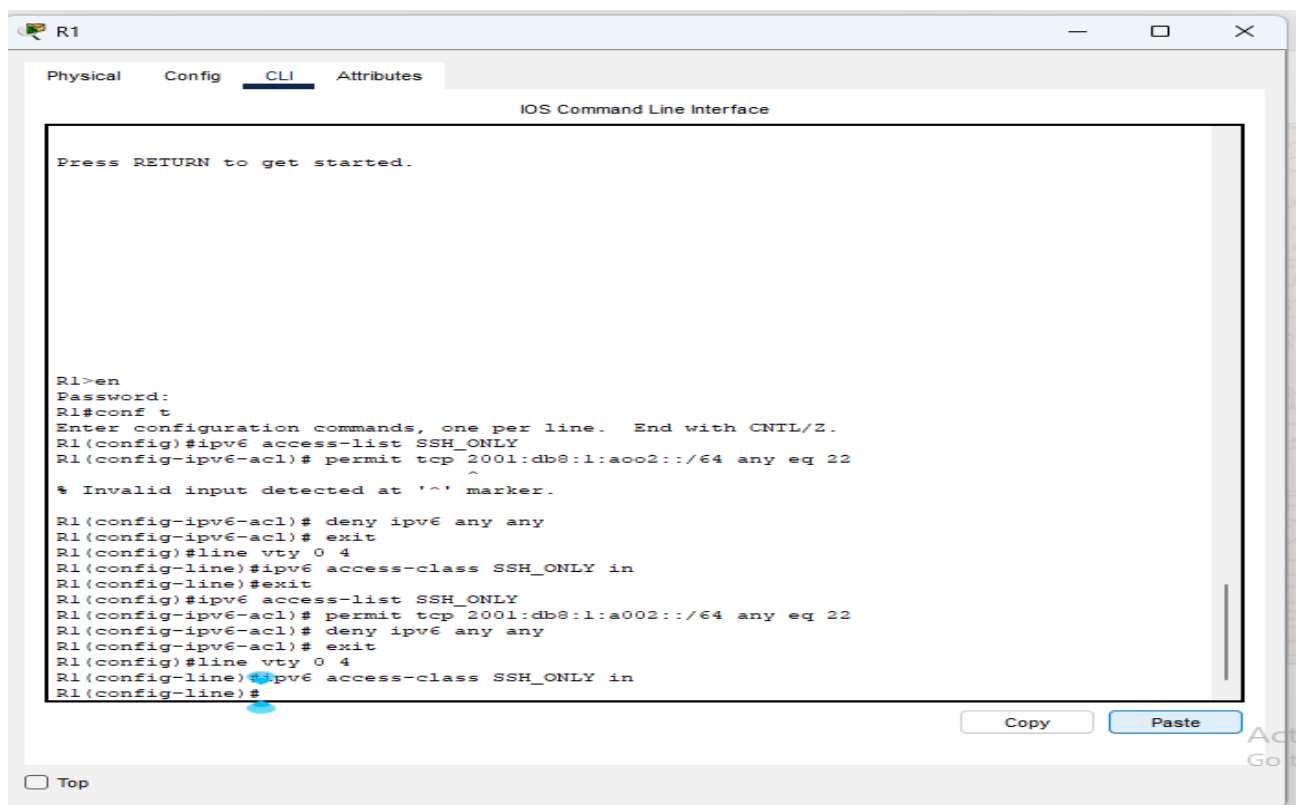 R1
Physical Config CLI Attributes
IOS Command Line Interface
Press RETURN to get started.
R1>en
Password:
R1#conf t
Enter configuration commands, one per line. End with CNTL/Z.
R1(config)#ipv6 access-list SSH_ONLY
R1(config-ipv6-acl)# permit tcp 2001:db8:1:aoo2::/64 any eq 22
^
% Invalid input detected at '^' marker.
R1(config-ipv6-acl)# deny ipv6 any any
R1(config-ipv6-acl)# exit
R1(config)#line vty 0 4
R1(config-line)#ipv6 access-class SSH_ONLY in
R1(config-line)#exit
R1(config)#ipv6 access-list SSH_ONLY
R1(config-ipv6-acl)# permit tcp 2001:db8:1:a002::/64 any eq 22
R1(config-ipv6-acl)# deny ipv6 any any
R1(config-ipv6-acl)# exit
R1(config)#line vty 0 4
R1(config-line)#ipv6 access-class SSH_ONLY in
R1(config-line)#
Copy Paste
Top